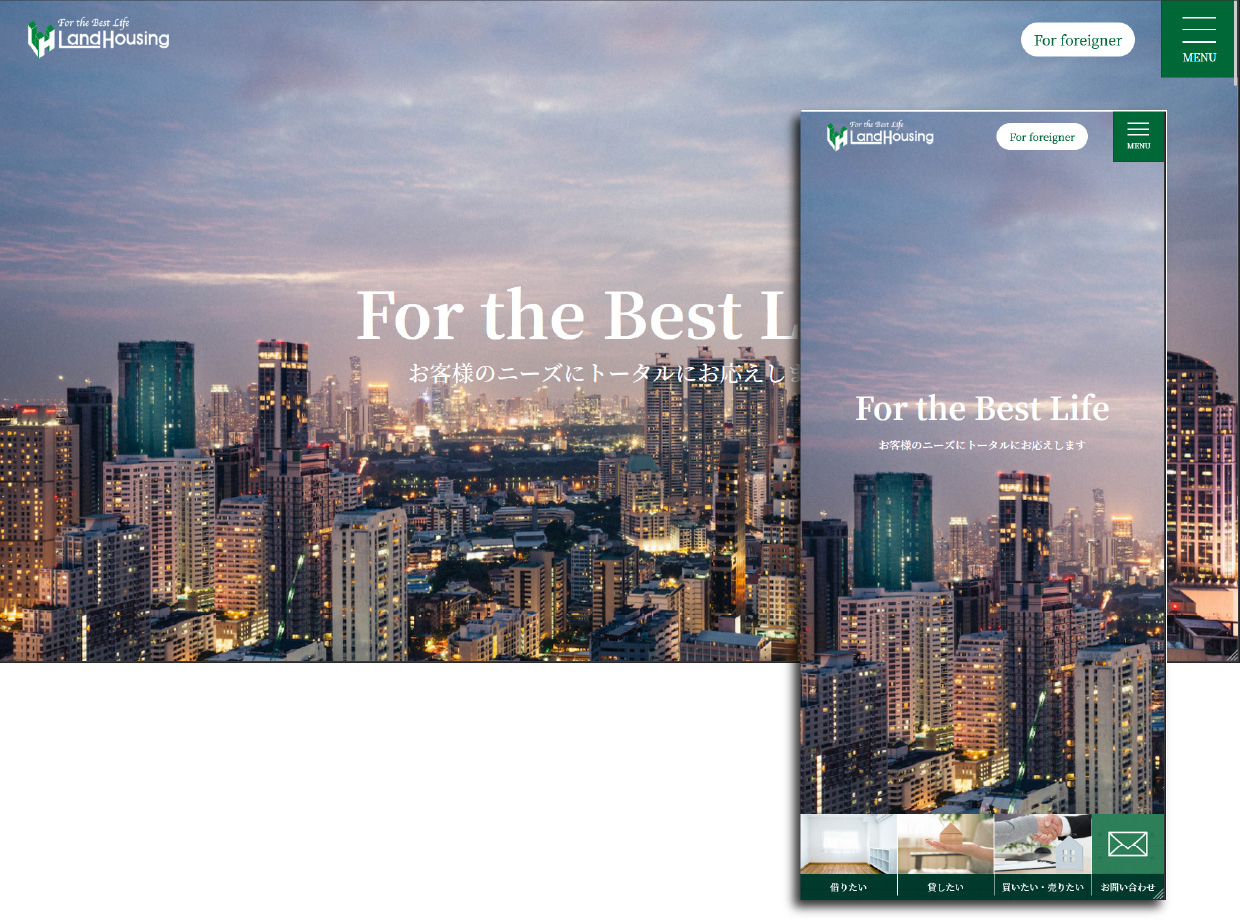 For the Best Life
LandHousing
For foreigner
MENU
For the Best L
お客様のニーズにトータルにお応えしま
For the Best Life
LandHousing
For foreigner
MENU
For the Best Life
お客様のニーズにトータルにお応えします
借りたい
貸したい
買いたい・売りたい
お問い合わせ